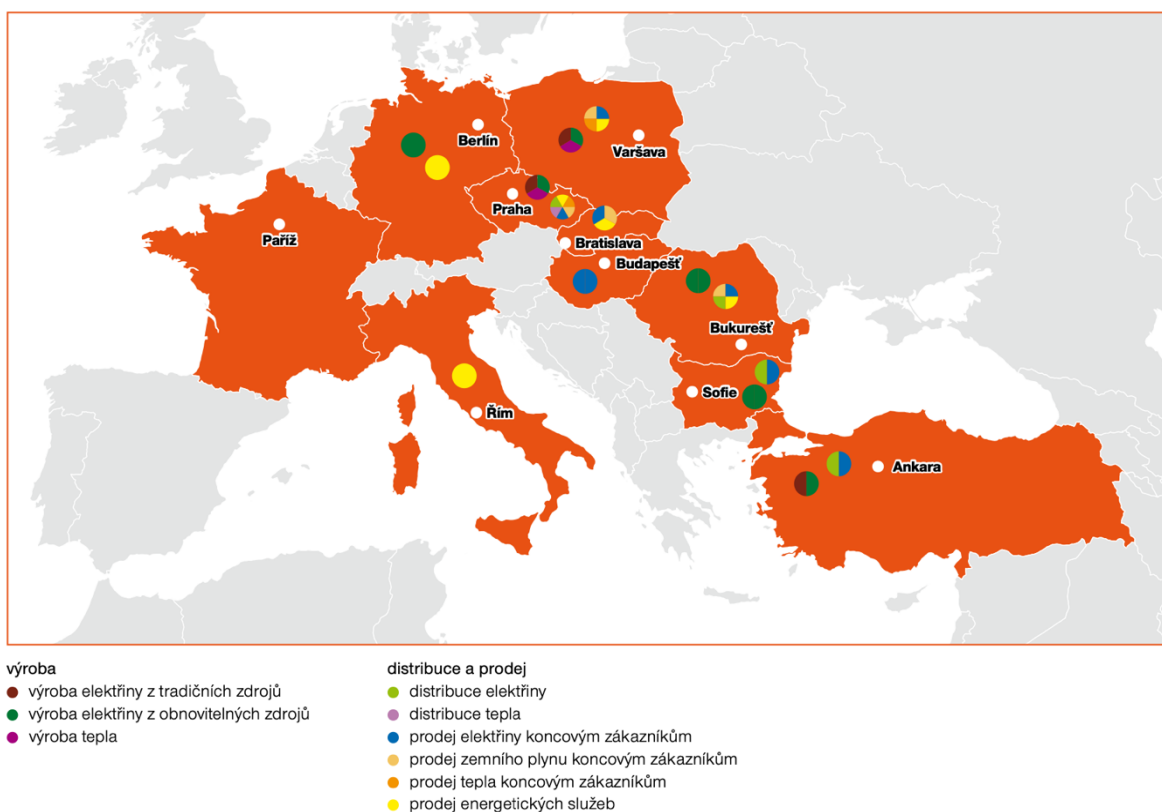 Berlín
Varšava
Praha
Paříž
Bratislava
Budapešť
Bukurešť
Sofie
Řím
Ankara
výroba
výroba elektřiny z tradičních zdrojů
výroba elektřiny z obnovitelných zdrojů
výroba tepla
distribuce a prodej
distribuce elektřiny
distribuce tepla
prodej elektřiny koncovým zákazníkům
prodej zemního plynu koncovým zákazníkům
prodej tepla koncovým zákazníkům
prodej energetických služeb